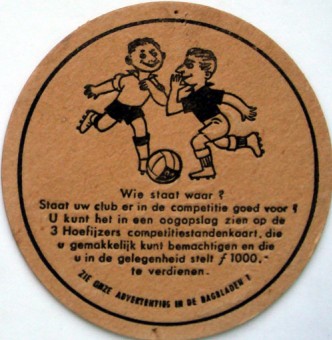 Wie staat waar ?
Staat uw club er in de competitie goed voor ?
U kunt het in een oogopslag zien op de
3 Hoefijzers competitiestandenkaart, die
u gemakkelijk kunt bemachtigen en die
u in de gelegenheid stelt ƒ 1000.-
te verdienen.
ZIE ONZE ADVERTENTIES IN DE DAGBLADEN !